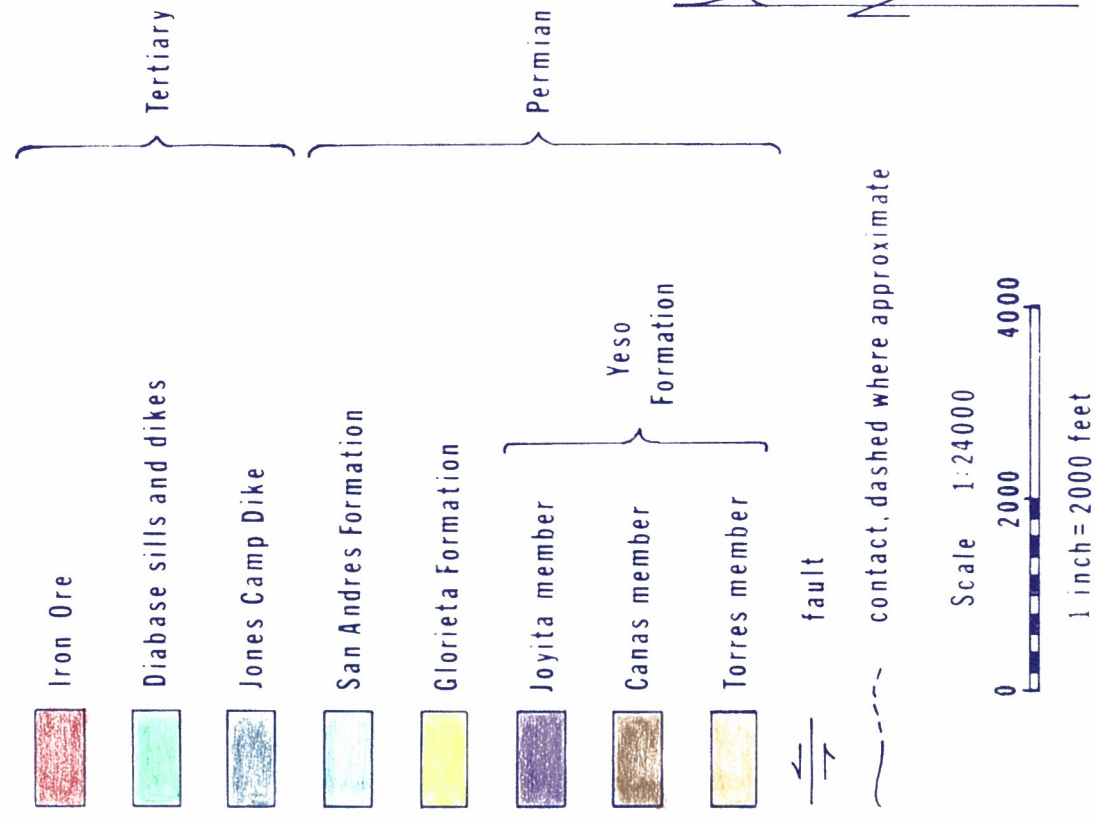 Iron Ore
Diabase sills and dikes
Jones Camp Dike
Tertiary
San Andres Formation
Glorieta Formation
Joyita member
Canas member
Torres member
Yeso
Formation
Permian
fault
contact, dashed where approximate
Scale 1:24000
0 2000 4000
1 inch = 2000 feet